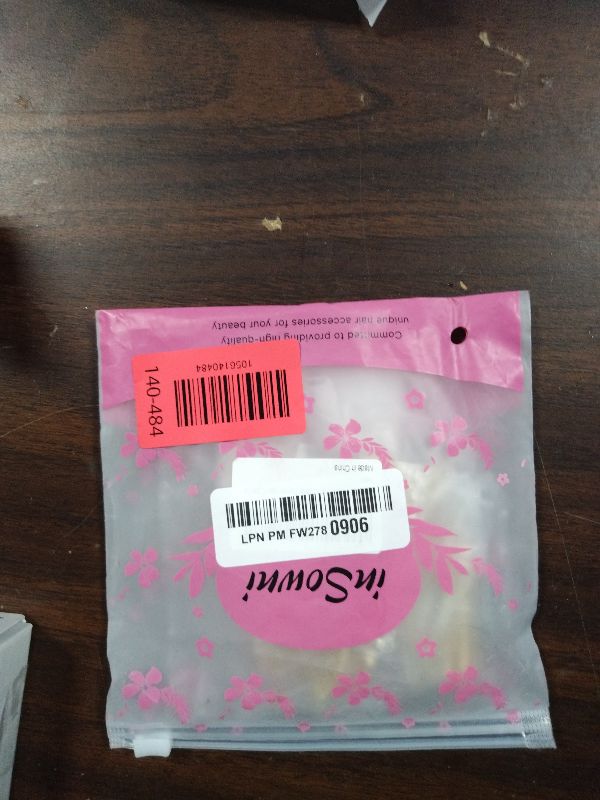 Committed to providing high-quality
unique hair accessories for your beauty
1056140484
140-484
Made in China
LPN PM FW278 0906
inSowni